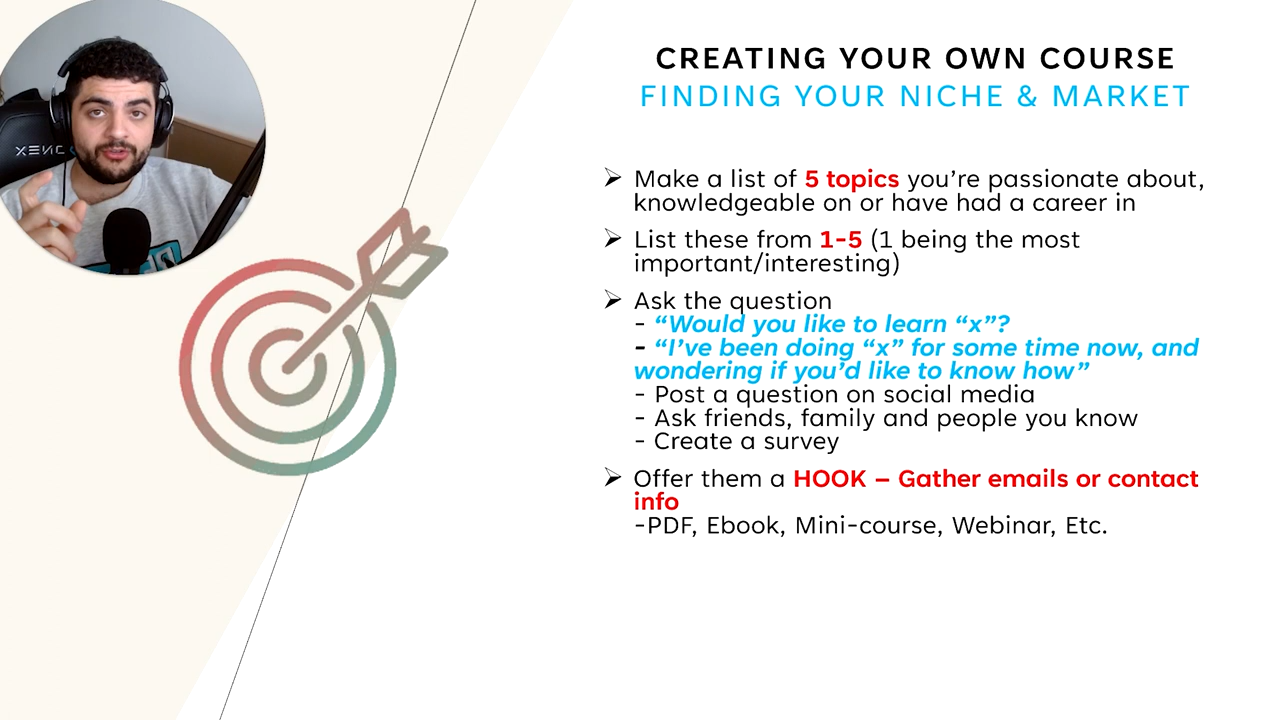 CREATING YOUR OWN COURSE
FINDING YOUR NICHE & MARKET
Make a list of 5 topics you’re passionate about,
knowledgeable on or have had a career in
List these from 1-5 (1 being the most
important/interesting)
Ask the question
- “Would you like to learn “x”?
- “I’ve been doing “x” for some time now, and
wondering if you’d like to know how”
- Post a question on social media
- Ask friends, family and people you know
- Create a survey
Offer them a HOOK – Gather emails or contact
info
-PDF, Ebook, Mini-course, Webinar, Etc.